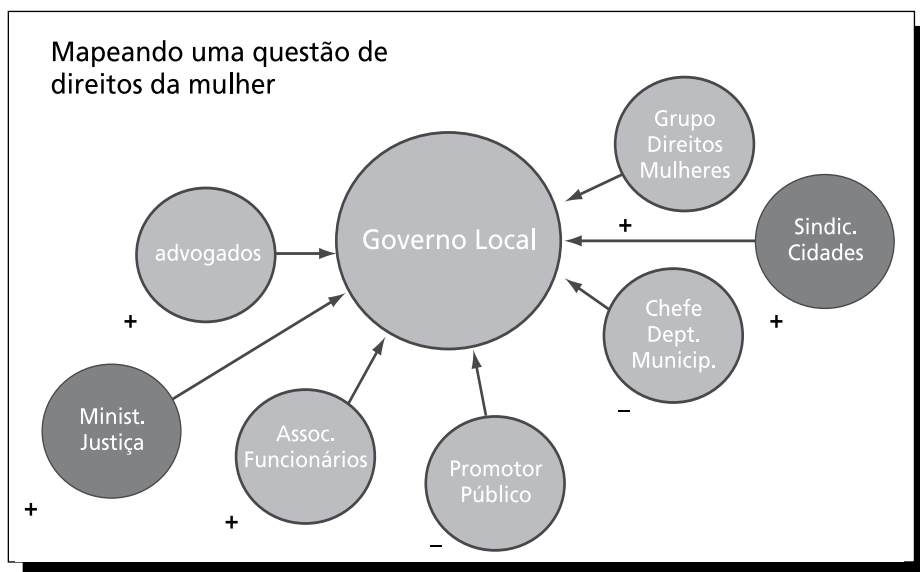 Mapeando uma questão de
direitos da mulher
Grupo
Direitos
Mulheres
+
Sindic.
Cidades
+
Governo Local
advogados
+
Chefe
Dept.
Municip.
–
Minist.
Justiça
+
Assoc.
Funcionários
+
Promotor
Público
–